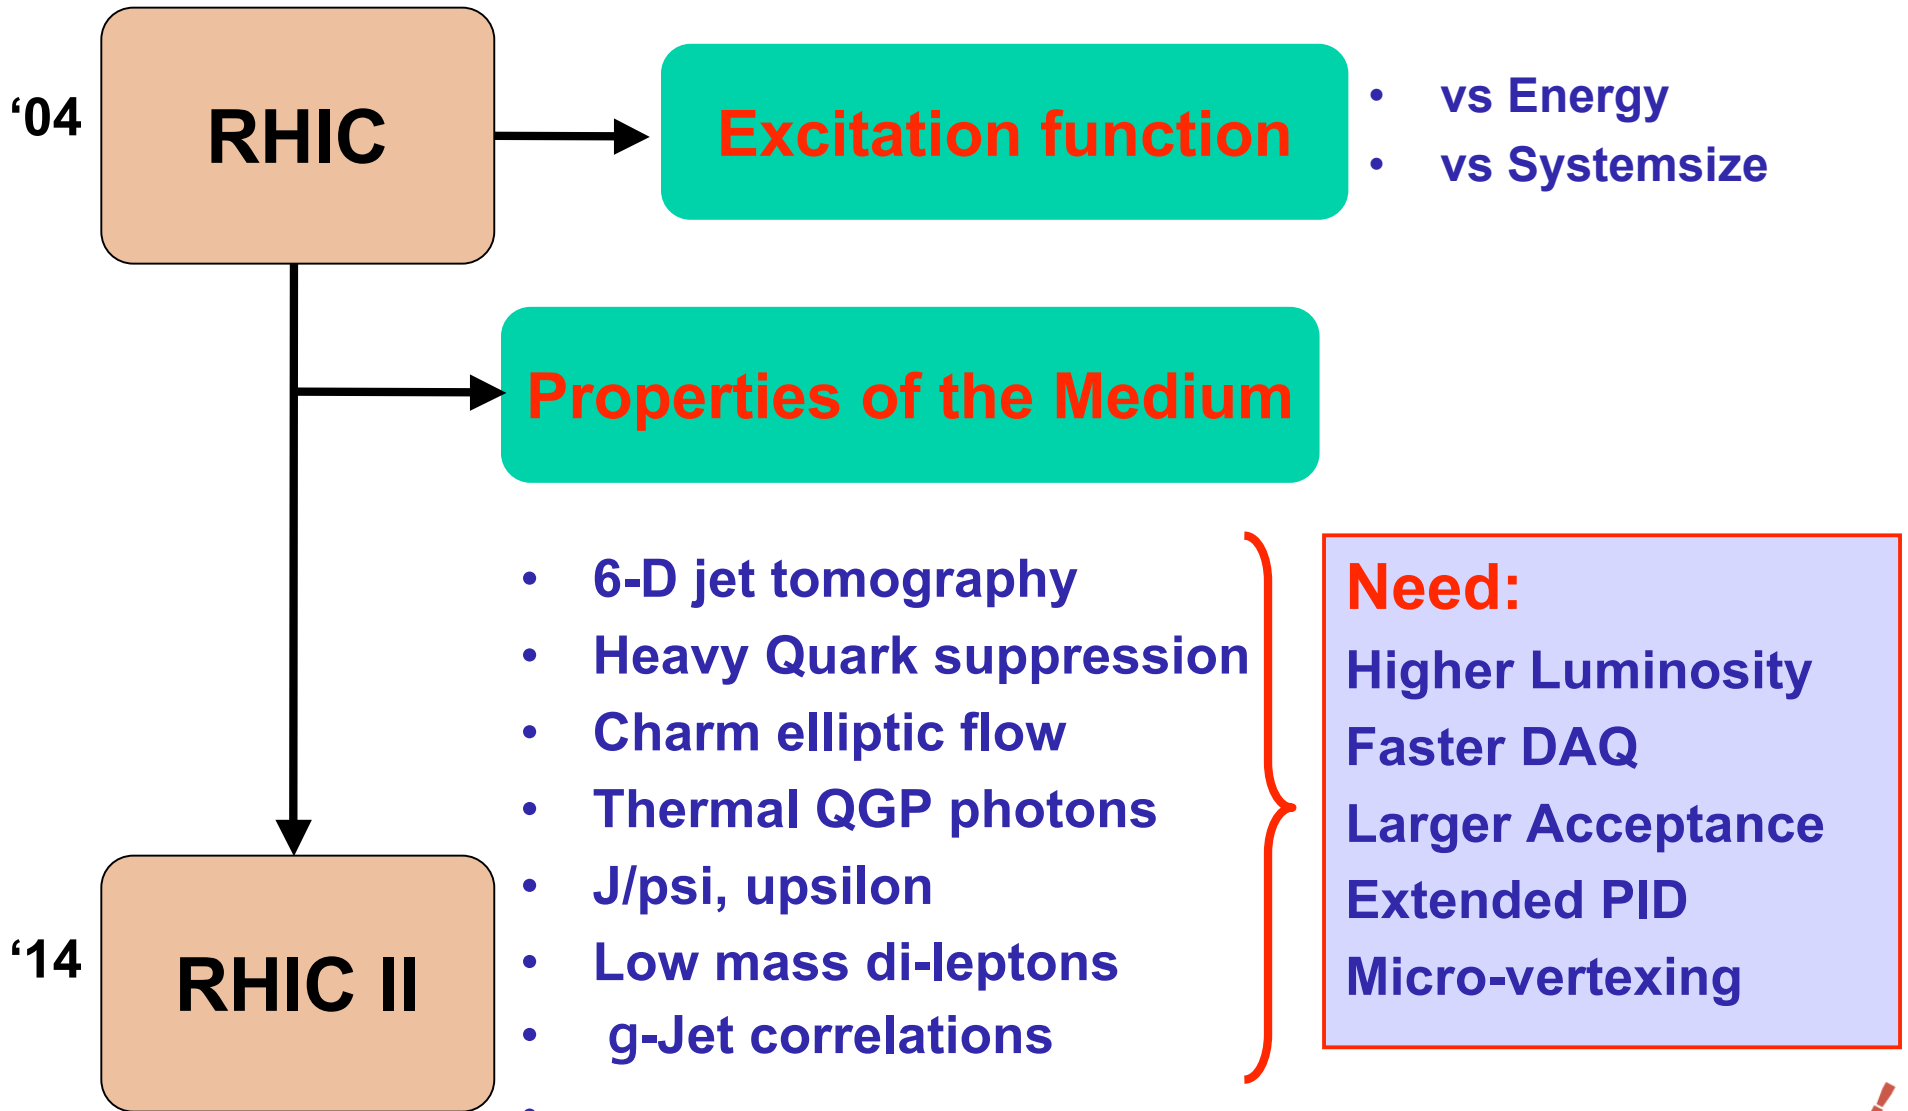 ‘04
RHIC
Excitation function
• vs Energy
• vs Systemsize
Properties of the Medium
• 6-D jet tomography
• Heavy Quark suppression
• Charm elliptic flow
• Thermal QGP photons
• J/psi, upsilon
• Low mass di-leptons
• g-Jet correlations
•
Need:
Higher Luminosity
Faster DAQ
Larger Acceptance
Extended PID
Micro-vertexing
‘14
RHIC II